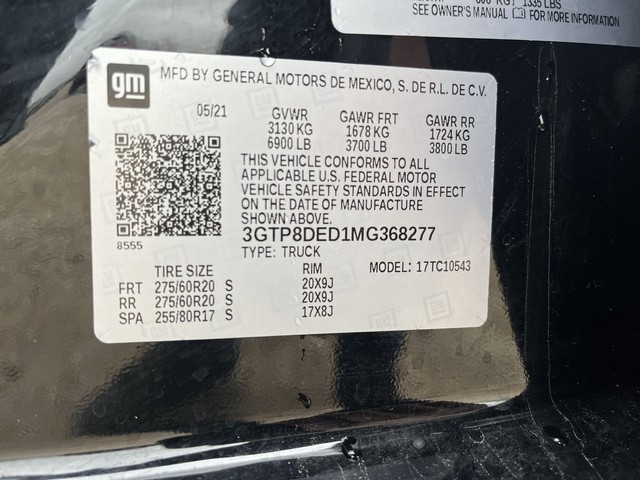 KG / 1335 LBS
SEE OWNER'S MANUAL FOR MORE INFORMATION
gm
MFD BY GENERAL MOTORS DE MEXICO, S. DE R.L. DE C.V.
05/21 GVWR GAWR FRT GAWR RR
3130 KG 1678 KG 1724 KG
6900 LB 3700 LB 3800 LB
THIS VEHICLE CONFORMS TO ALL
APPLICABLE U.S. FEDERAL MOTOR
VEHICLE SAFETY STANDARDS IN EFFECT
ON THE DATE OF MANUFACTURE
SHOWN ABOVE.
8555
3GTP8DED1MG368277
TYPE: TRUCK
TIRE SIZE RIM MODEL: 17TC10543
FRT 275/60R20 S 20X9J
RR 275/60R20 S 20X9J
SPA 255/80R17 S 17X8J